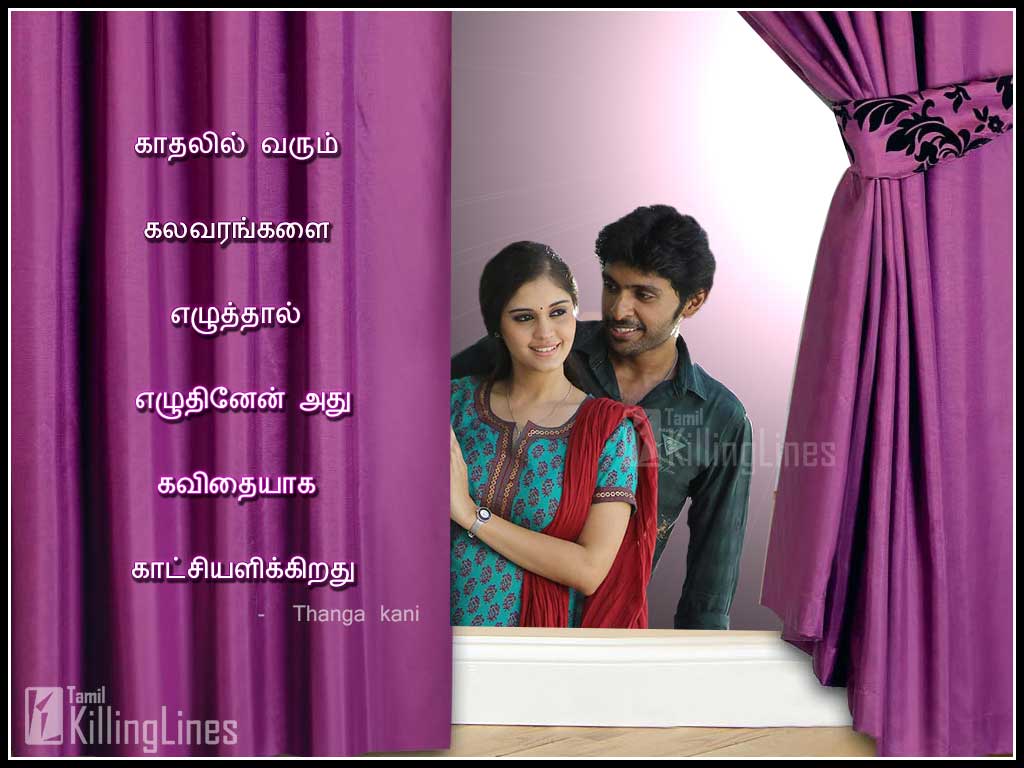 காதலில் வரும்
கலவரங்களை
எழுத்தால்
எழுதினேன் அது
கவிதையாக
காட்சியளிக்கிறது
- Thanga kani
Tamil
KillingLines
Tamil
KillingLines